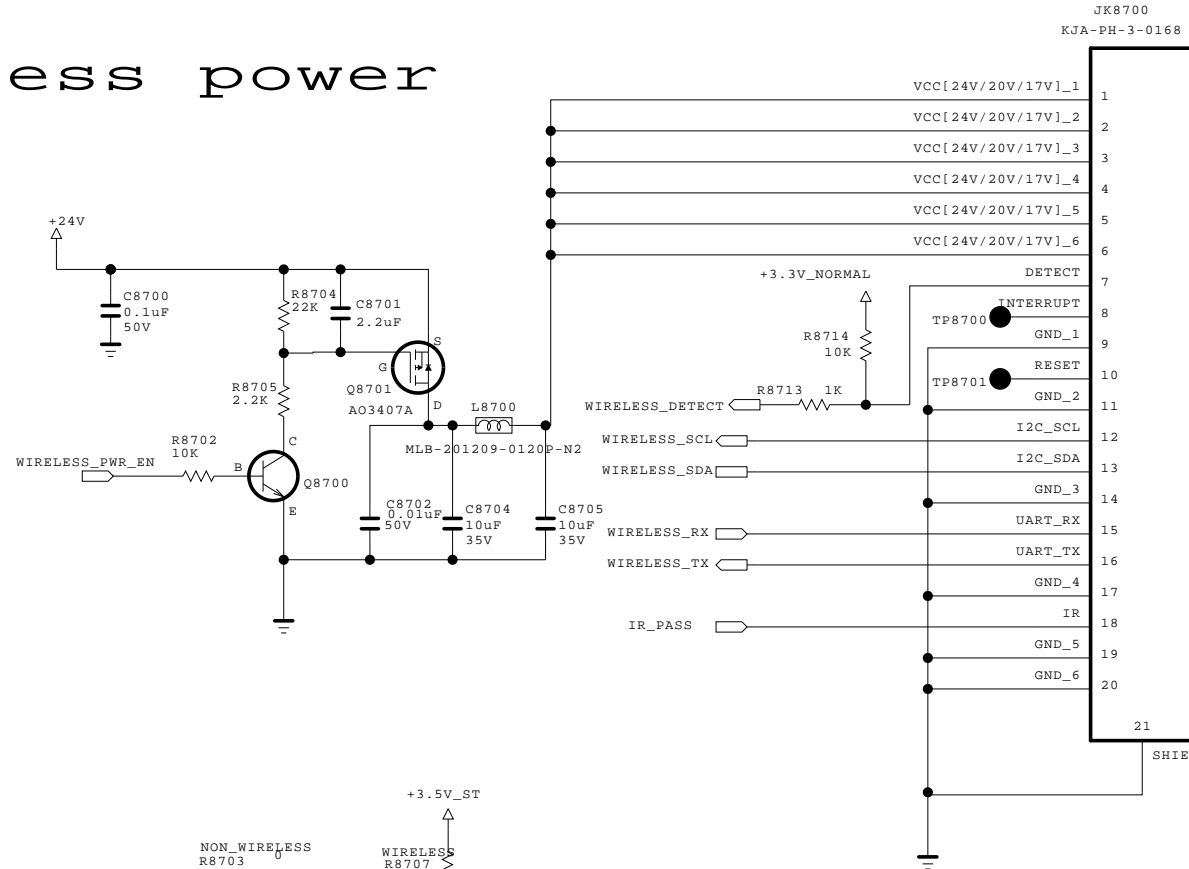 JK8700
KJA-PH-3-0168
ess power
VCC[24V/20V/17V]_1
1
VCC[24V/20V/17V]_2
2
VCC[24V/20V/17V]_3
3
VCC[24V/20V/17V]_4
4
VCC[24V/20V/17V]_5
5
VCC[24V/20V/17V]_6
6
+24V
+3.3V_NORMAL
DETECT
7
C8700
0.1uF
50V
R8704
22K
C8701
2.2uF
INTERRUPT
8
TP8700
R8714
10K
GND_1
9
S
G
D
Q8701
AO3407A
RESET
10
TP8701
R8705
2.2K
R8713 1K
WIRELESS_DETECT
GND_2
11
L8700
MLB-201209-0120P-N2
I2C_SCL
12
WIRELESS_SCL
R8702
10K
WIRELESS_PWR_EN
B
C
E
Q8700
I2C_SDA
13
WIRELESS_SDA
GND_3
14
C8702
0.01uF
50V
C8704
10uF
35V
C8705
10uF
35V
UART_RX
15
WIRELESS_RX
UART_TX
16
WIRELESS_TX
GND_4
17
IR
18
IR_PASS
GND_5
19
GND_6
20
21
SHIE
+3.5V_ST
NON_WIRELESS
R8703 0
WIRELESS
R8707